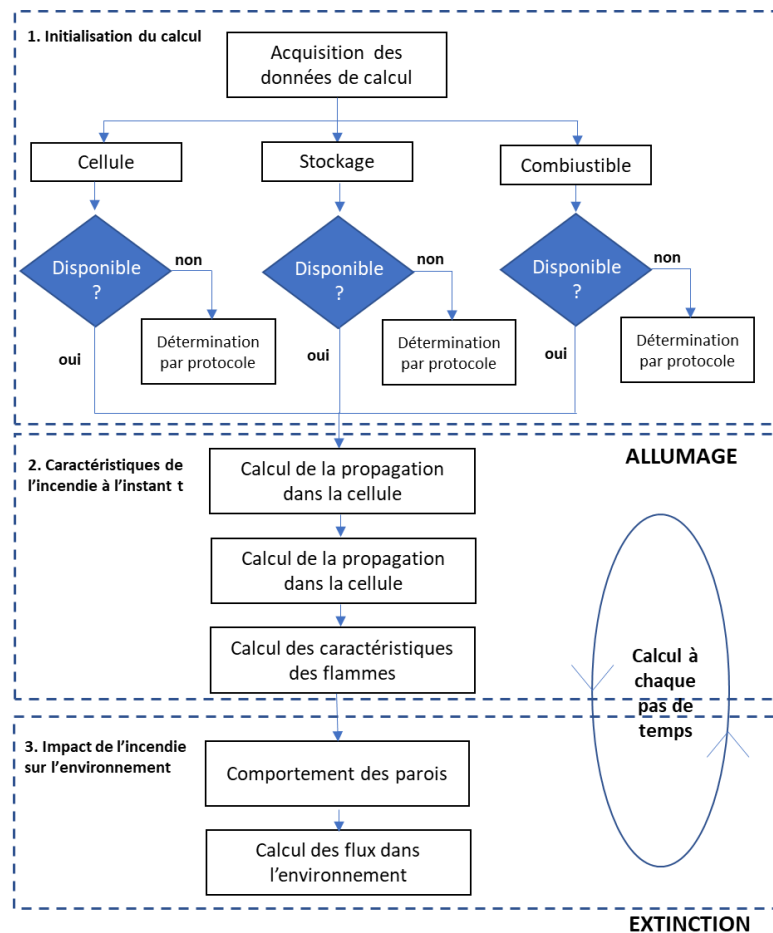 1. Initialisation du calcul
Acquisition des
données de calcul
Cellule
Stockage
Combiustible
Disponible
?
non
oui
Détermination
par protocole
Disponible
?
non
oui
Détermination
par protocole
Disponible
?
non
oui
Détermination
par protocole
2. Caractéristiques de
l'incendie à l'instant t
ALLUMAGE
Calcul de la propagation
dans la cellule
Calcul de la propagation
dans la cellule
Calcul des caractéristiques
des flammes
Calcul à
chaque
pas de
temps
3. Impact de l'incendie
sur l'environnement
Comportement des parois
Calcul des flux dans
l'environnement
EXTINCTION